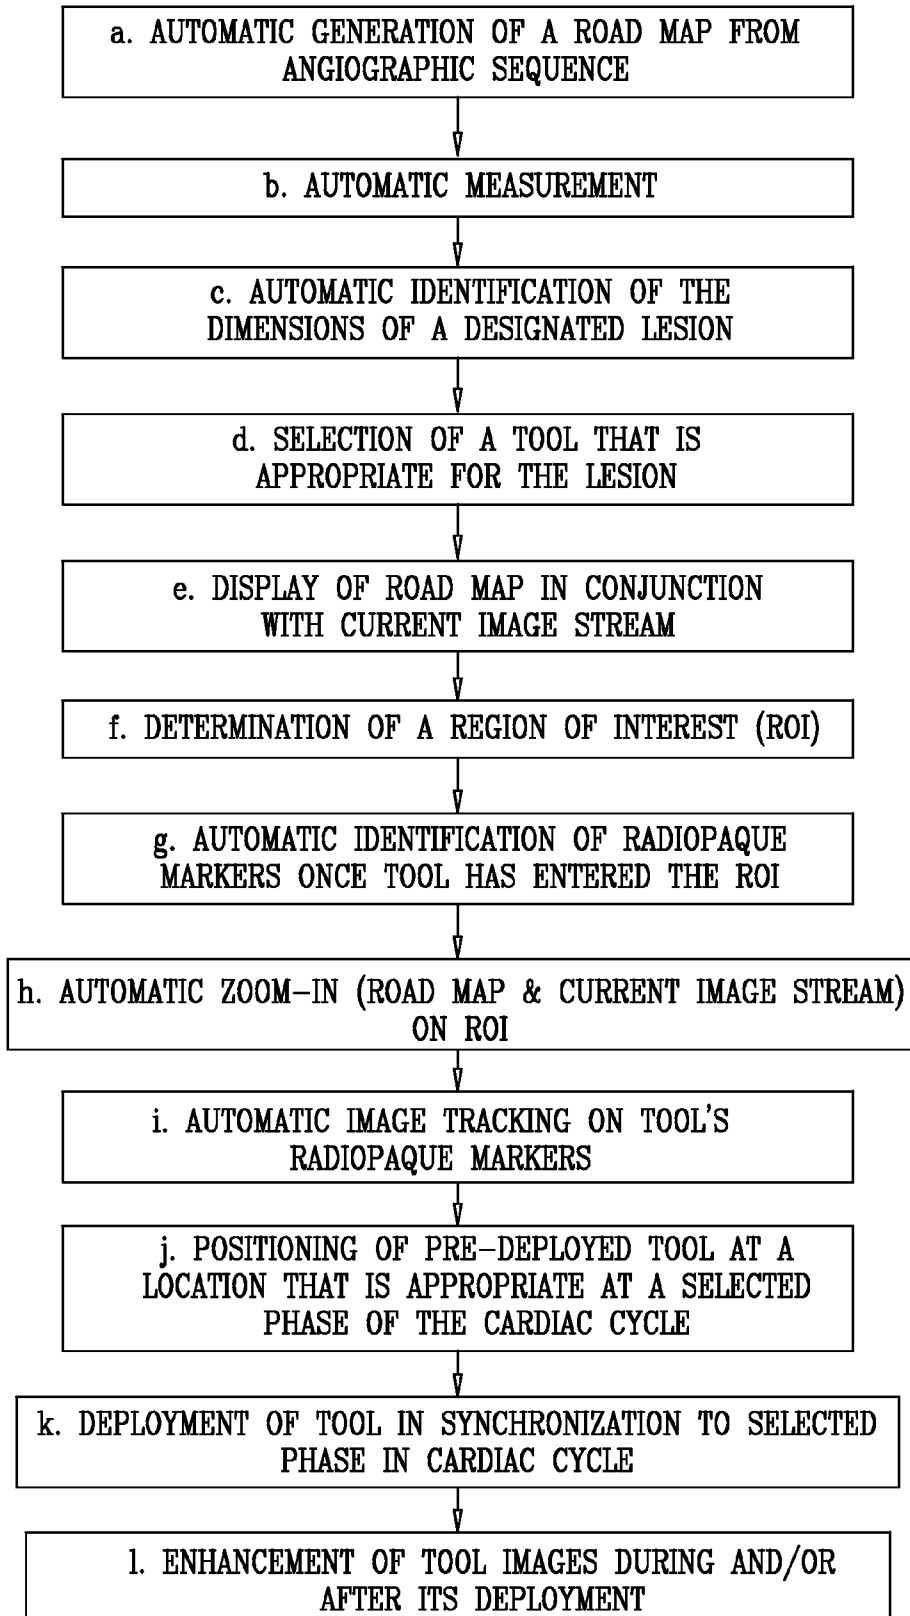 a. AUTOMATIC GENERATION OF A ROAD MAP FROM
ANGIOGRAPHIC SEQUENCE
b. AUTOMATIC MEASUREMENT
c. AUTOMATIC IDENTIFICATION OF THE
DIMENSIONS OF A DESIGNATED LESION
d. SELECTION OF A TOOL THAT IS
APPROPRIATE FOR THE LESION
e. DISPLAY OF ROAD MAP IN CONJUNCTION
WITH CURRENT IMAGE STREAM
f. DETERMINATION OF A REGION OF INTEREST (ROI)
g. AUTOMATIC IDENTIFICATION OF RADIOPAQUE
MARKERS ONCE TOOL HAS ENTERED THE ROI
h. AUTOMATIC ZOOM-IN (ROAD MAP & CURRENT IMAGE STREAM)
ON ROI
i. AUTOMATIC IMAGE TRACKING ON TOOL'S
RADIOPAQUE MARKERS
j. POSITIONING OF PRE-DEPLOYED TOOL AT A
LOCATION THAT IS APPROPRIATE AT A SELECTED
PHASE OF THE CARDIAC CYCLE
k. DEPLOYMENT OF TOOL IN SYNCHRONIZATION TO SELECTED
PHASE IN CARDIAC CYCLE
l. ENHANCEMENT OF TOOL IMAGES DURING AND/OR
AFTER ITS DEPLOYMENT